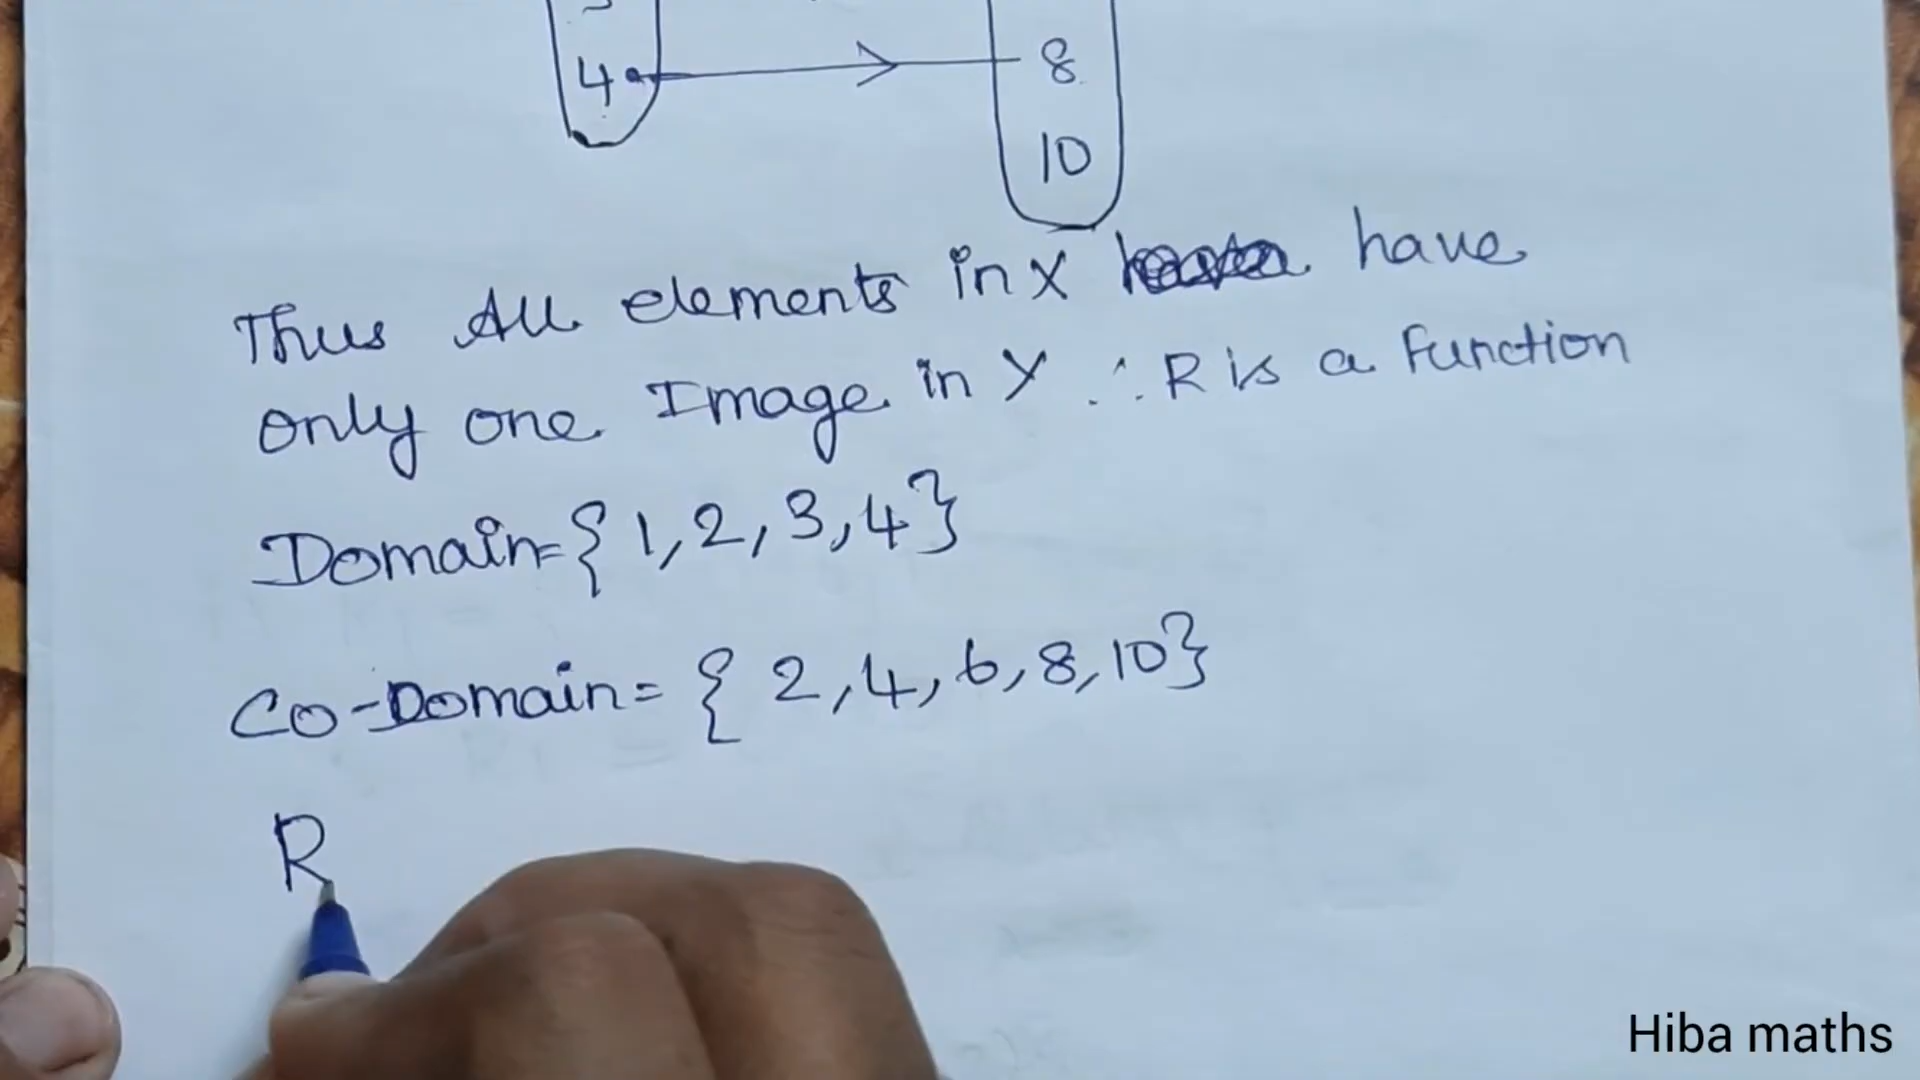 4 8
10
Thus All elements in X have
only one Image in Y ∴ R is a function
Domain = { 1, 2, 3, 4 }
Co-Domain = { 2, 4, 6, 8, 10 }
R
Hiba maths